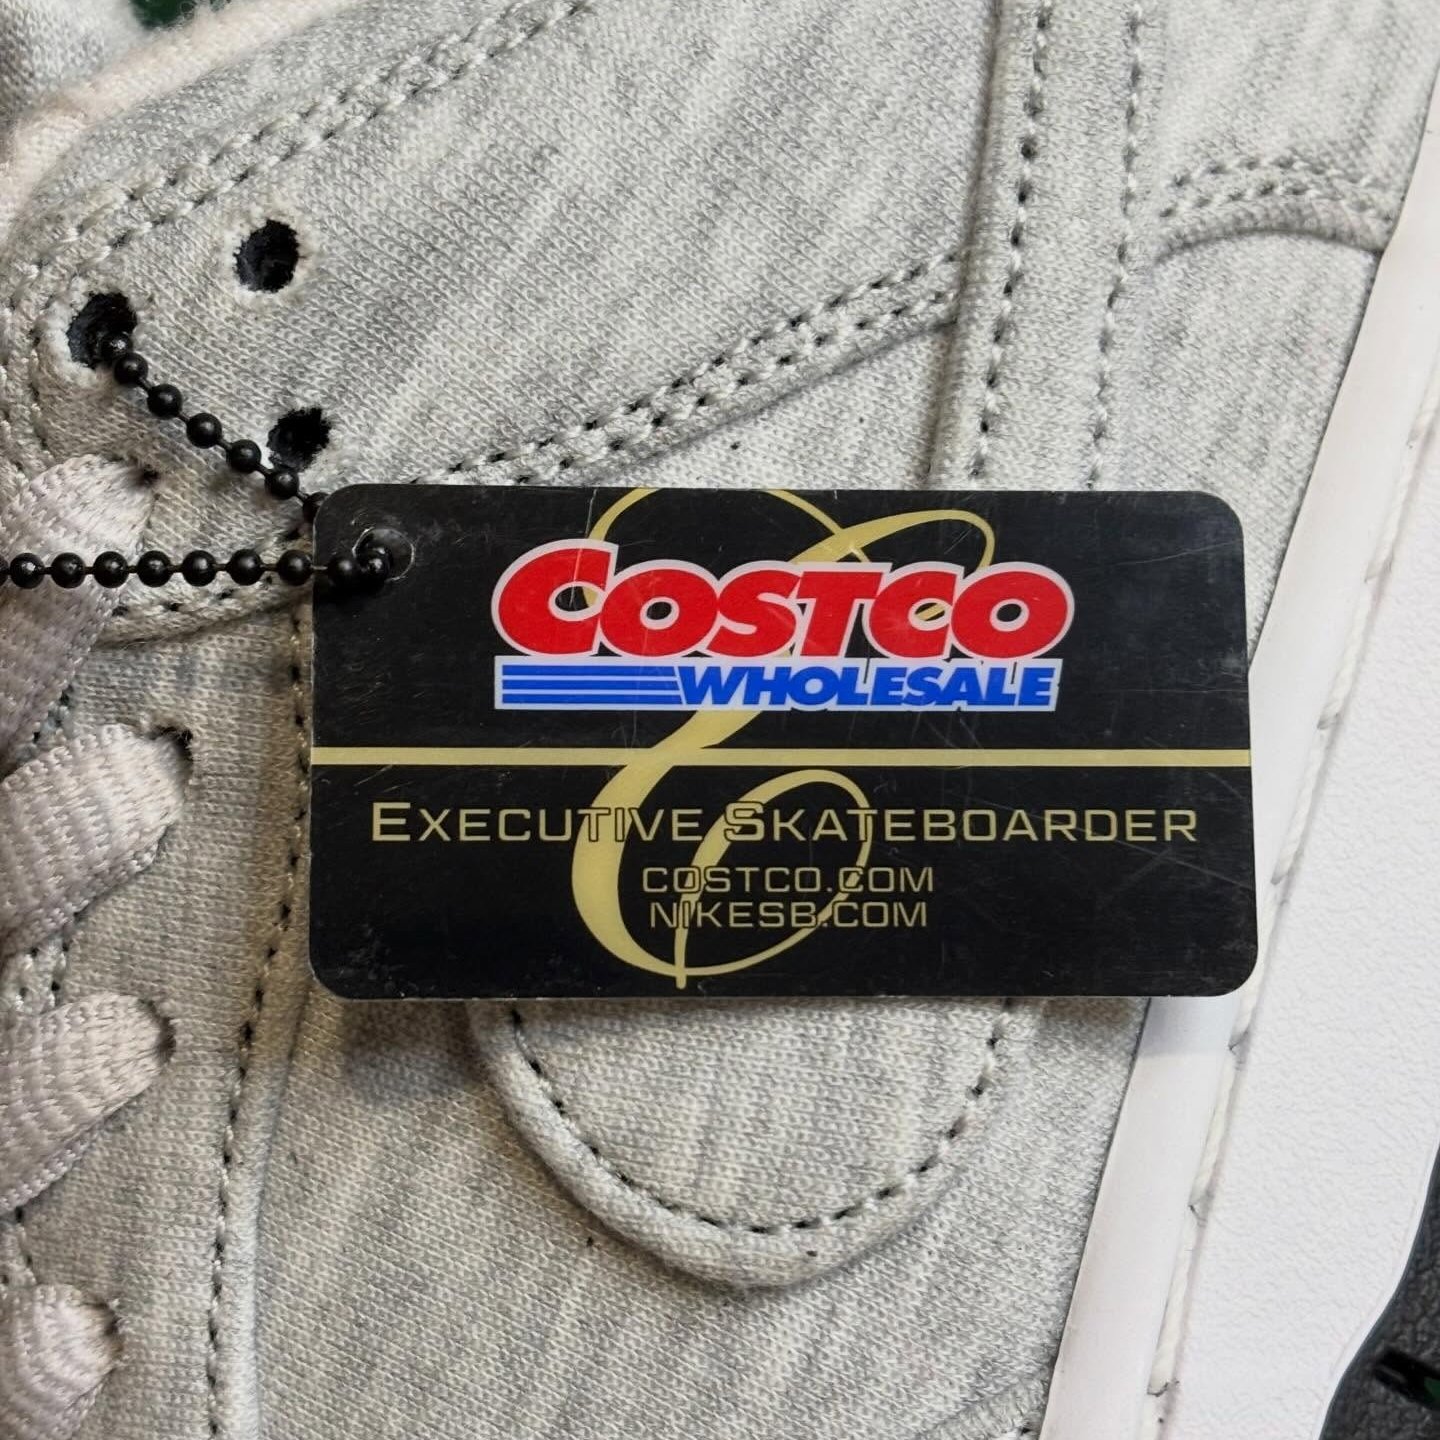 COSTCO
WHOLESALE
EXECUTIVE SKATEBOARDER
COSTCO.COM
NIKESB.COM